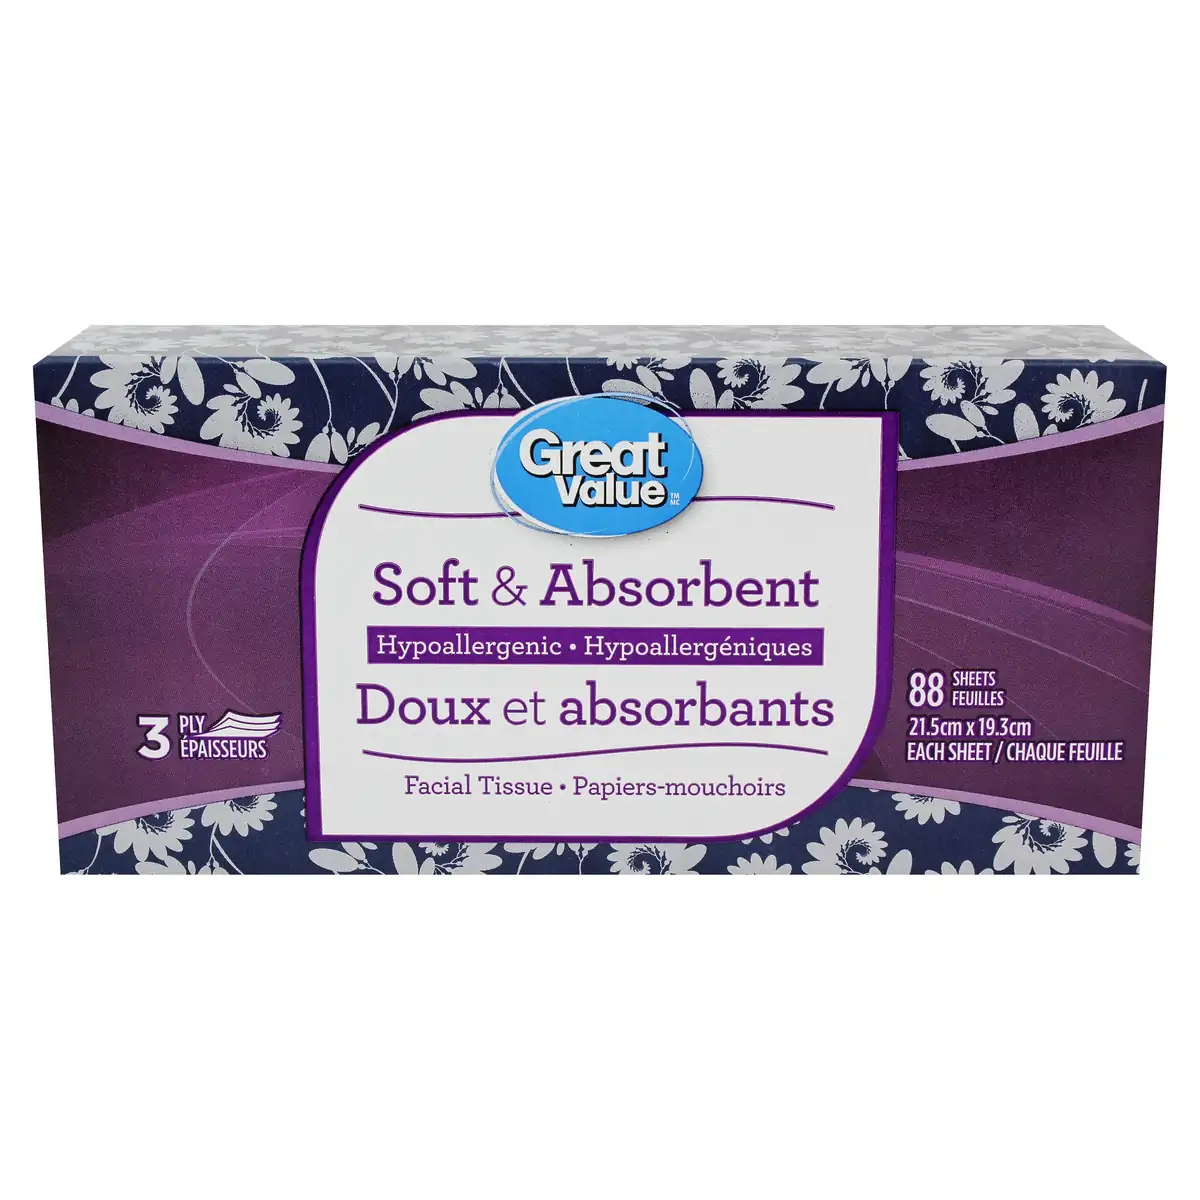 Great
Value
TM
MC
Soft & Absorbent
Hypoallergenic • Hypoallergéniques
Doux et absorbants
Facial Tissue • Papiers-mouchoirs
3 PLY
ÉPAISSEURS
88 SHEETS
FEUILLES
21.5cm x 19.3cm
EACH SHEET / CHAQUE FEUILLE